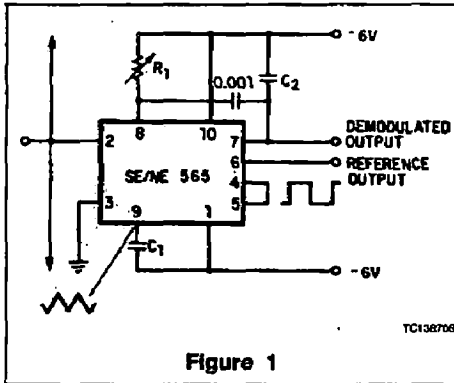 -6V
R1
0.001
C2
8
10
7
DEMODULATED
OUTPUT
2
SE/NE 565
6
REFERENCE
OUTPUT
4
3
5
9
1
C1
-6V
Figure 1